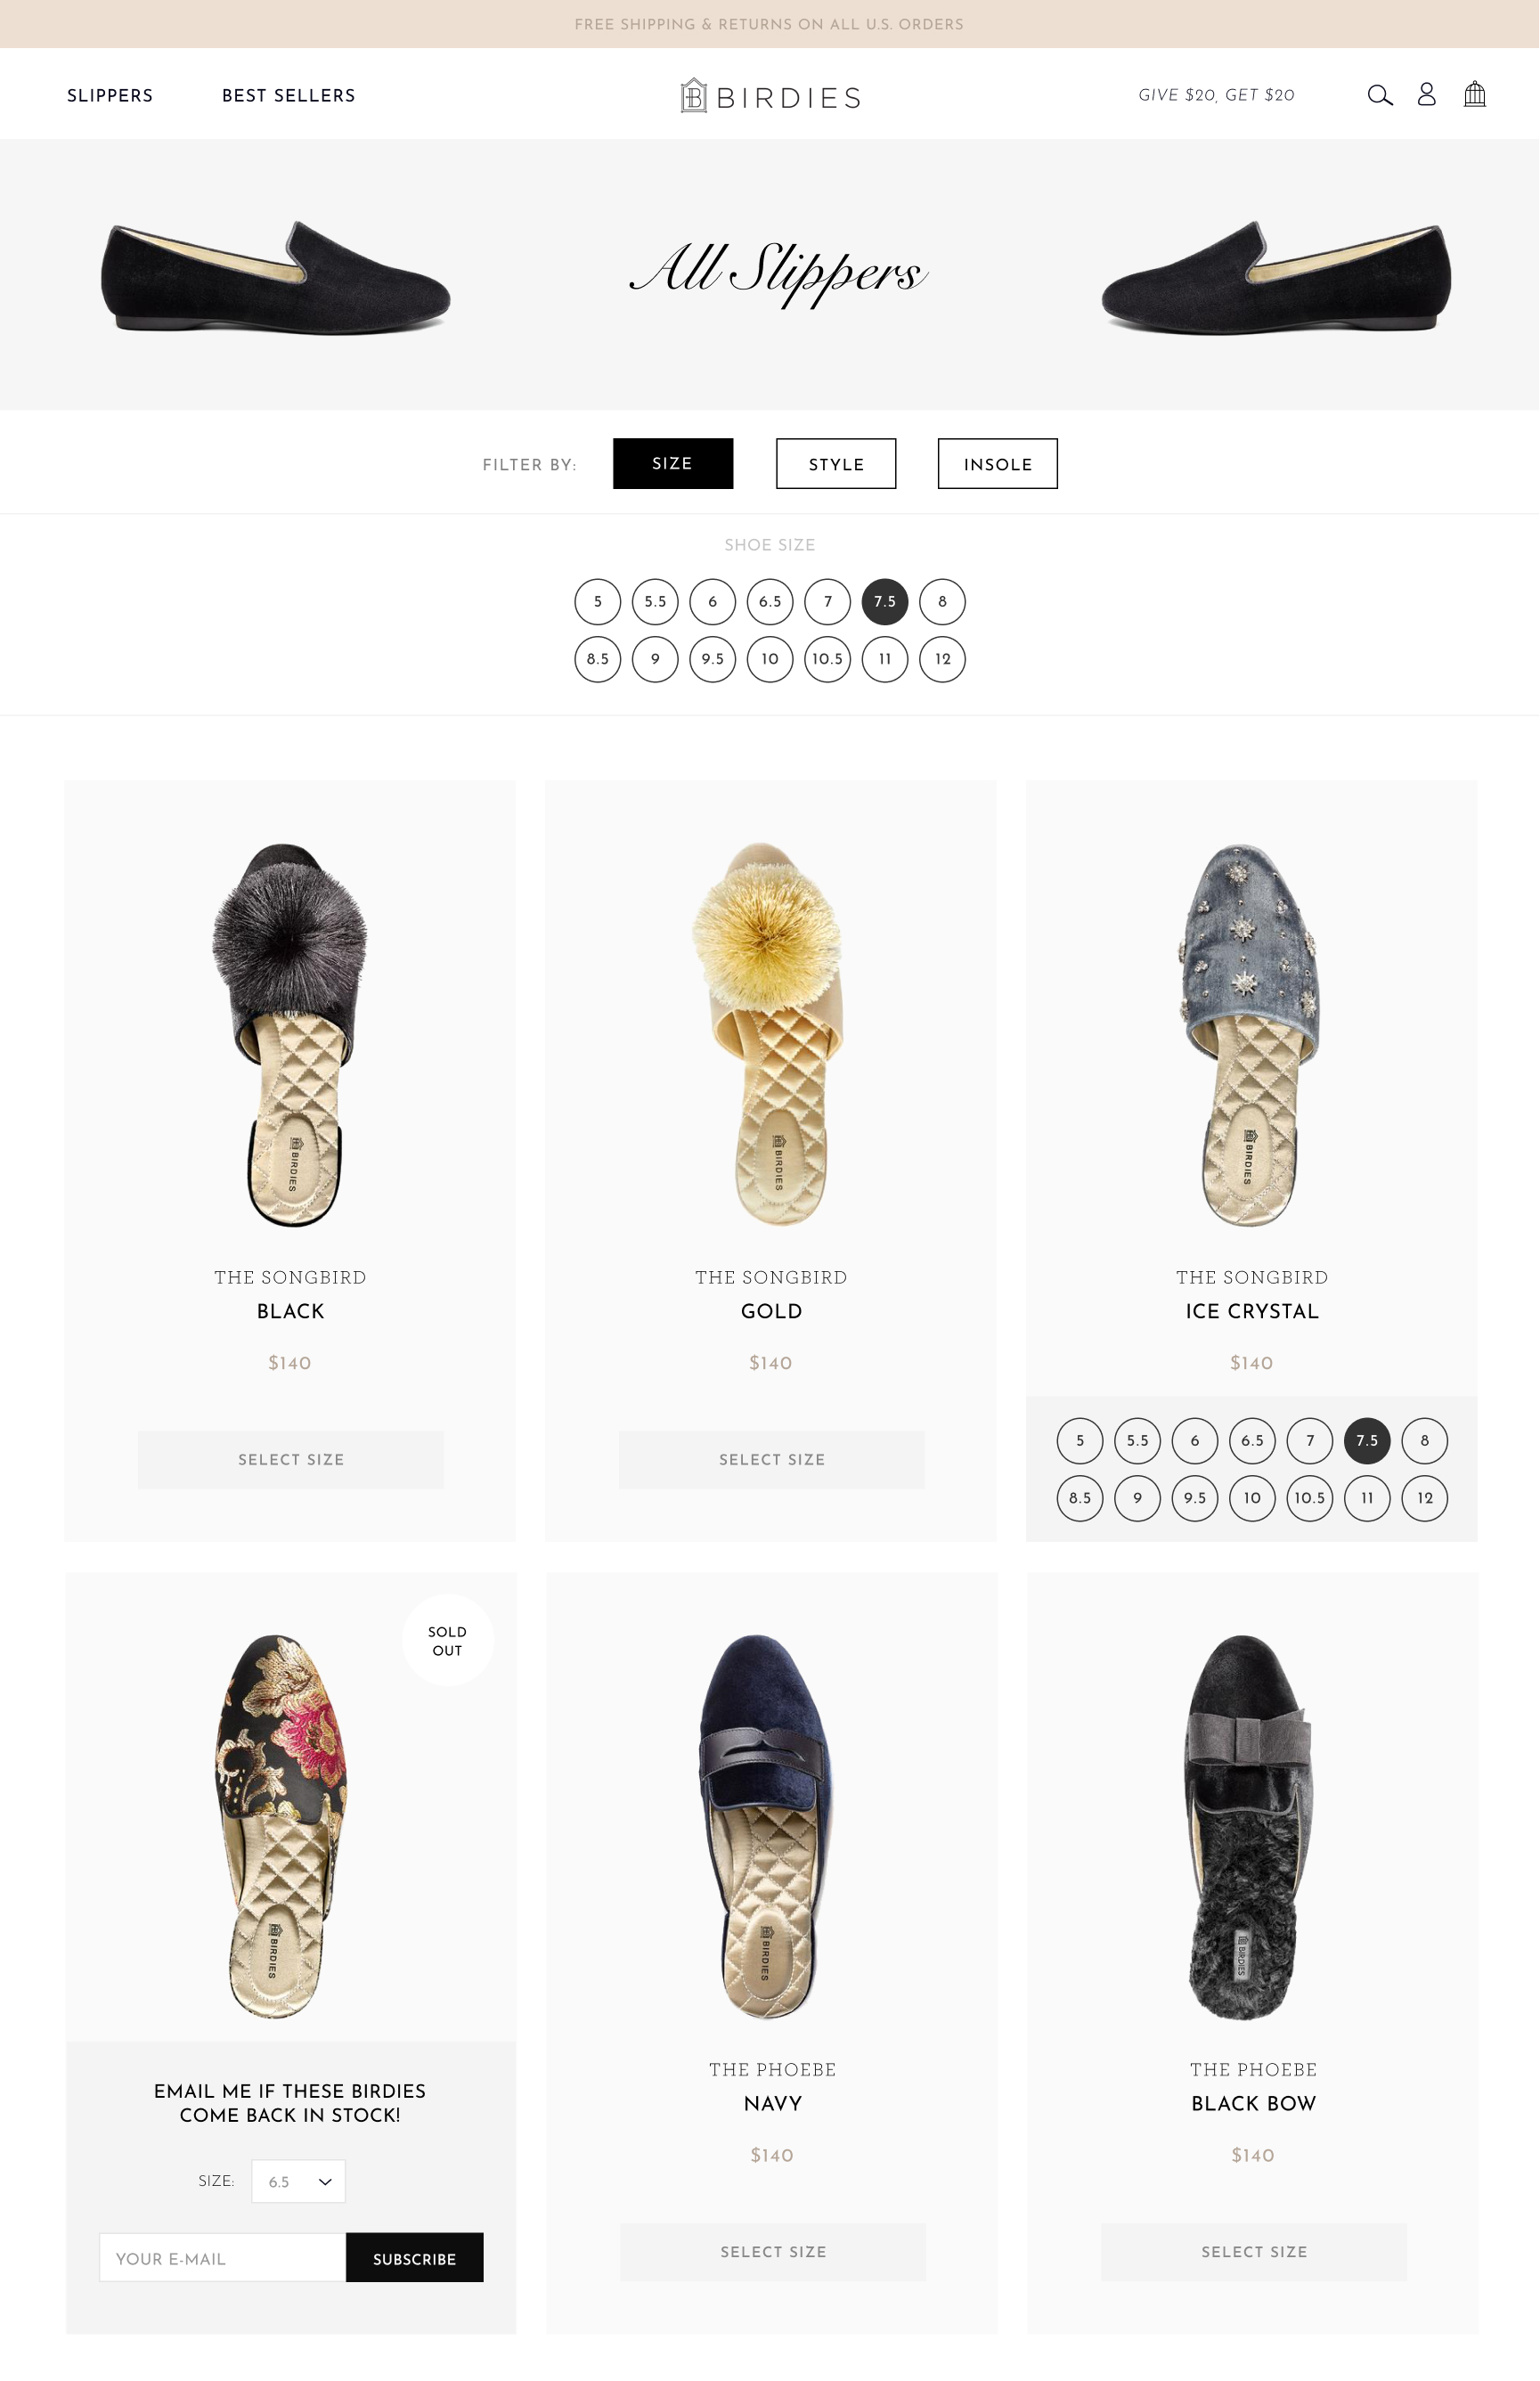 FREE SHIPPING & RETURNS ON ALL U.S. ORDERS
SLIPPERS
BEST SELLERS
B BIRDIES
GIVE $20, GET $20
All Slippers
FILTER BY:
SIZE
STYLE
INSOLE
SHOE SIZE
5 5.5 6 6.5 7 7.5 8
8.5 9 9.5 10 10.5 11 12
BIRDIES
BIRDIES
BIRDIES
THE SONGBIRD
BLACK
$140
SELECT SIZE
THE SONGBIRD
GOLD
$140
SELECT SIZE
THE SONGBIRD
ICE CRYSTAL
$140
5 5.5 6 6.5 7 7.5 8
8.5 9 9.5 10 10.5 11 12
SOLD
OUT
BIRDIES
EMAIL ME IF THESE BIRDIES
COME BACK IN STOCK!
SIZE: 6.5
YOUR E-MAIL
SUBSCRIBE
BIRDIES
THE PHOEBE
NAVY
$140
SELECT SIZE
BIRDIES
THE PHOEBE
BLACK BOW
$140
SELECT SIZE